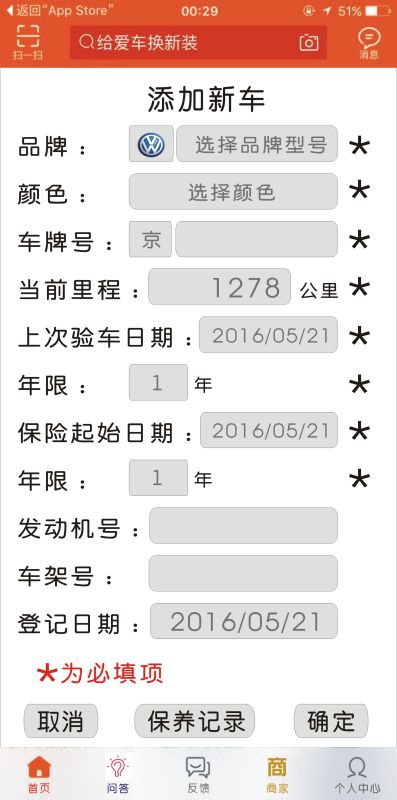 返回“App Store” 00:29 51%
扫一扫 给爱车换新装 消息
添加新车
品牌： 选择品牌型号 *
颜色： 选择颜色 *
车牌号： 京 *
当前里程： 1278 公里 *
上次验车日期： 2016/05/21 *
年限： 1 年 *
保险起始日期： 2016/05/21 *
年限： 1 年 *
发动机号：
车架号：
登记日期： 2016/05/21
*为必填项
取消 保养记录 确定
商
首页 问答 反馈 商家 个人中心